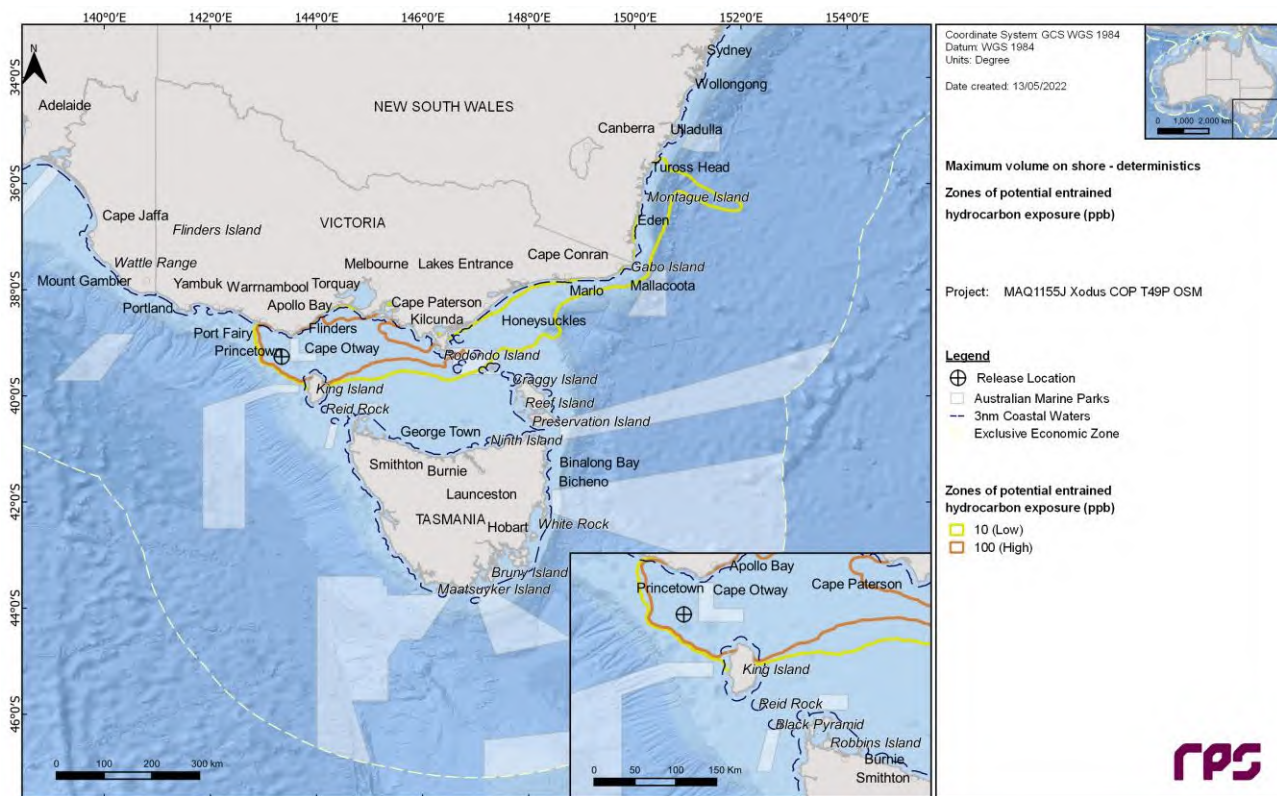 140°0'E 142°0'E 144°0'E 146°0'E 148°0'E 150°0'E 152°0'E 154°0'E
N
34°0'S
36°0'S
38°0'S
40°0'S
42°0'S
44°0'S
46°0'S
Sydney
Wollongong
Adelaide
NEW SOUTH WALES
Canberra
Ulladulla
Tuross Head
Montague Island
Cape Jaffa
Flinders Island
VICTORIA
Eden
Cape Conran
Gabo Island
Wattle Range
Melbourne
Lakes Entrance
Mount Gambier
Yambuk
Warrnambool
Torquay
Marlo
Mallacoota
Portland
Apollo Bay
Cape Paterson
Kilcunda
Port Fairy
Flinders
Honeysuckles
Princetown
Cape Otway
Rodondo Island
King Island
Craggy Island
Reid Rock
Reef Island
Preservation Island
George Town
Ninth Island
Smithton
Burnie
Binalong Bay
Bicheno
Launceston
TASMANIA
Hobart
White Rock
Bruny Island
Maatsuyker Island
0 100 200 300 km
Apollo Bay
Princetown
Cape Otway
Cape Paterson
King Island
Reid Rock
Black Pyramid
Robbins Island
Burnie
Smithton
0 50 100 150 Km
Coordinate System: GCS WGS 1984
Datum: WGS 1984
Units: Degree
Date created: 13/05/2022
0 1,000 2,000 km
Maximum volume on shore - deterministics
Zones of potential entrained
hydrocarbon exposure (ppb)
Project: MAQ1155J Xodus COP T49P OSM
Legend
Release Location
Australian Marine Parks
3nm Coastal Waters
Exclusive Economic Zone
Zones of potential entrained
hydrocarbon exposure (ppb)
10 (Low)
100 (High)
rps